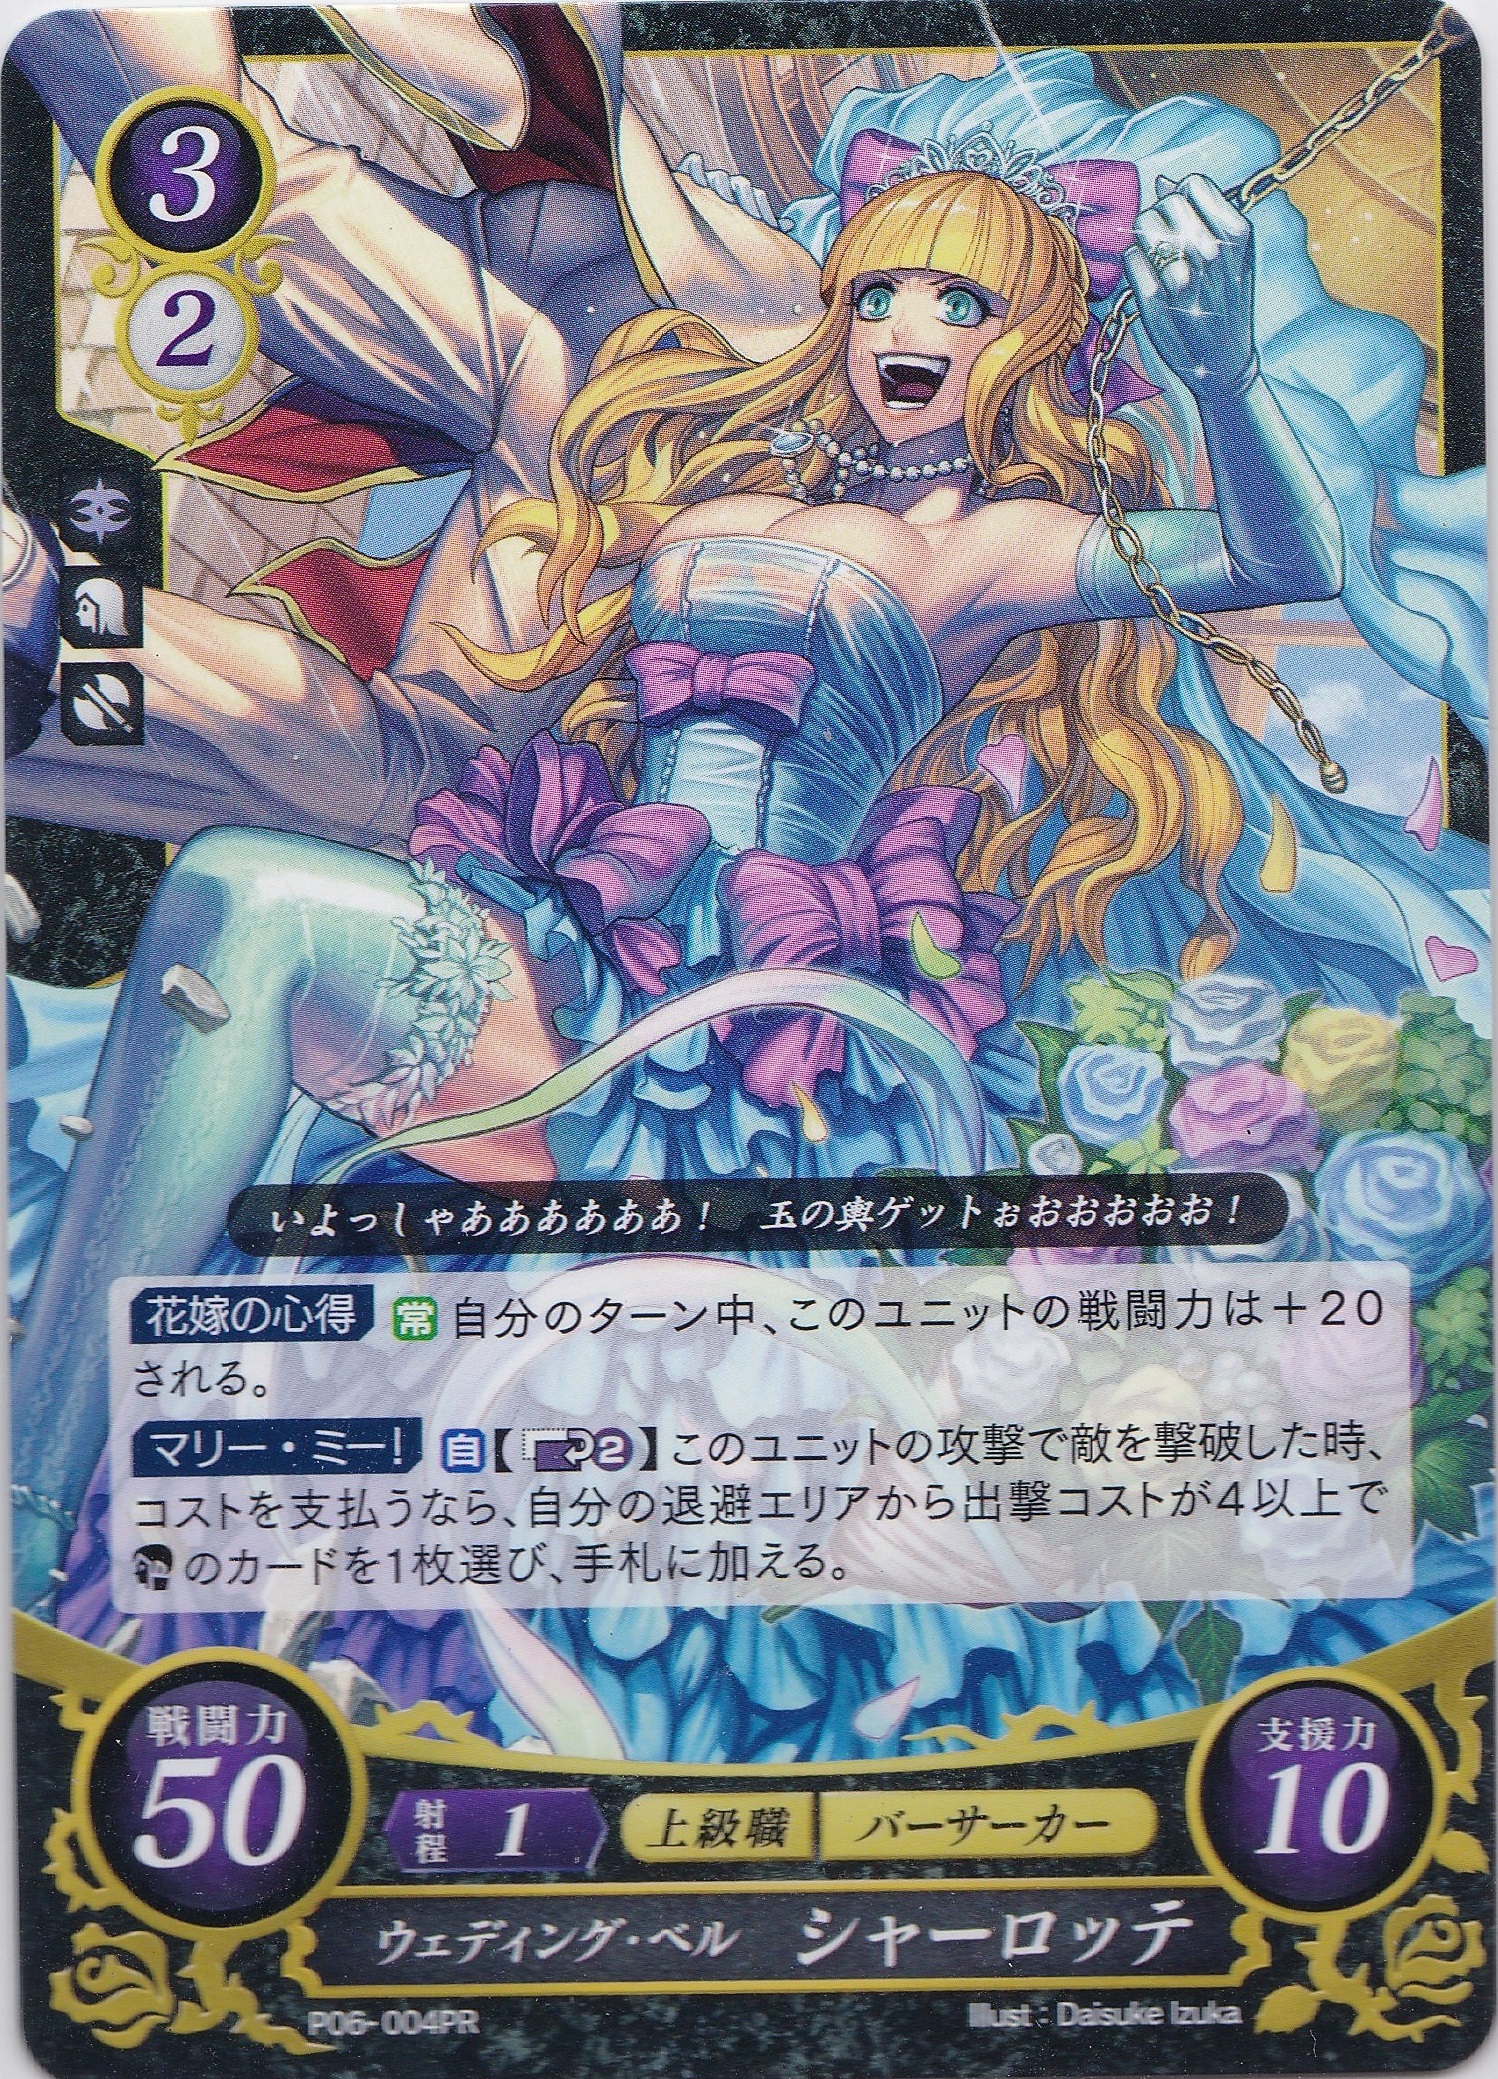 3
2
いよっしゃあああああああ！　玉の輿ゲットぉおおおおおお！
花嫁の心得 常 自分のターン中、このユニットの戦闘力は＋20
される。
マリー・ミー！ 自【2】このユニットの攻撃で敵を撃破した時、
コストを支払うなら、自分の退避エリアから出撃コストが4以上で
のカードを1枚選び、手札に加える。
戦闘力
50
射程 1
上級職 バーサーカー
支援力
10
ウェディング・ベル シャーロッテ
P06-004PR
Illust：Daisuke Izuka